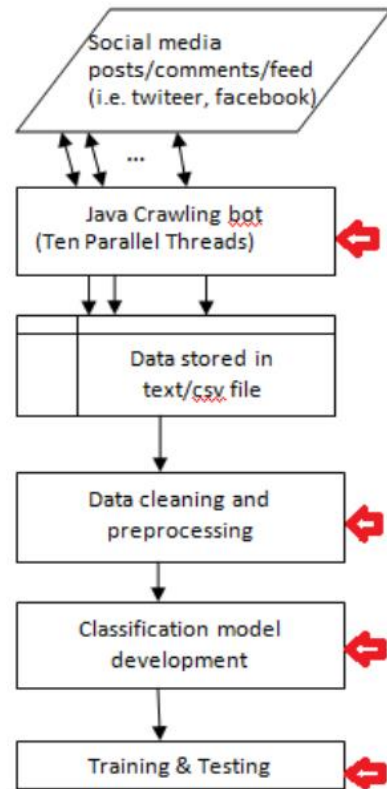 Social media
posts/comments/feed
(i.e. twiteer, facebook)
...
Java Crawling bot
(Ten Parallel Threads)
Data stored in
text/csv file
Data cleaning and
preprocessing
Classification model
development
Training & Testing